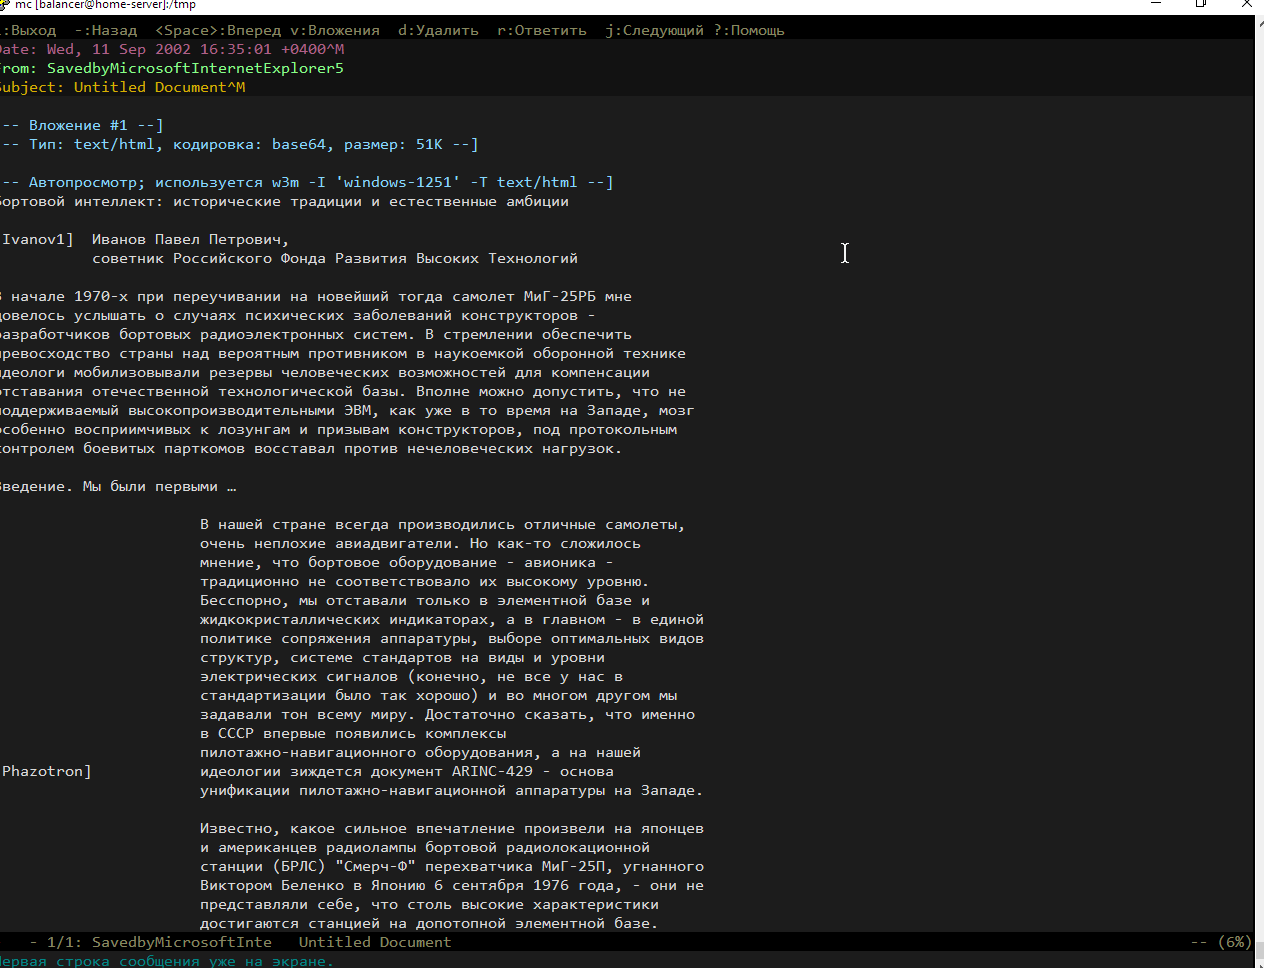 mc [balancer@home-server]:/tmp
:Выход -:Назад <Space>:Вперед v:Вложения d:Удалить r:Ответить j:Следующий ?:Помощь
Date: Wed, 11 Sep 2002 16:35:01 +0400^M
From: SavedbyMicrosoftInternetExplorer5
Subject: Untitled Document^M
-- Вложение #1 --]
-- Тип: text/html, кодировка: base64, размер: 51K --]
-- Автопросмотр; используется w3m -I 'windows-1251' -T text/html --]
Бортовой интеллект: исторические традиции и естественные амбиции
Ivanov1] Иванов Павел Петрович,
советник Российского Фонда Развития Высоких Технологий
В начале 1970-х при переучивании на новейший тогда самолет МиГ-25РБ мне
довелось услышать о случаях психических заболеваний конструкторов -
разработчиков бортовых радиоэлектронных систем. В стремлении обеспечить
превосходство страны над вероятным противником в наукоемкой оборонной технике
идеологи мобилизовывали резервы человеческих возможностей для компенсации
отставания отечественной технологической базы. Вполне можно допустить, что не
поддерживаемый высокопроизводительными ЭВМ, как уже в то время на Западе, мозг
особенно восприимчивых к лозунгам и призывам конструкторов, под протокольным
контролем боевитых парткомов восставал против нечеловеческих нагрузок.
Введение. Мы были первыми …
В нашей стране всегда производились отличные самолеты,
очень неплохие авиадвигатели. Но как-то сложилось
мнение, что бортовое оборудование - авионика -
традиционно не соответствовало их высокому уровню.
Бесспорно, мы отставали только в элементной базе и
жидкокристаллических индикаторах, а в главном - в единой
политике сопряжения аппаратуры, выборе оптимальных видов
структур, системе стандартов на виды и уровни
электрических сигналов (конечно, не все у нас в
стандартизации было так хорошо) и во многом другом мы
задавали тон всему миру. Достаточно сказать, что именно
в СССР впервые появились комплексы
пилотажно-навигационного оборудования, а на нашей
Phazotron] идеологии зиждется документ ARINC-429 - основа
унификации пилотажно-навигационной аппаратуры на Западе.
Известно, какое сильное впечатление произвели на японцев
и американцев радиолампы бортовой радиолокационной
станции (БРЛС) "Смерч-Ф" перехватчика МиГ-25П, угнанного
Виктором Беленко в Японию 6 сентября 1976 года, - они не
представляли себе, что столь высокие характеристики
достигаются станцией на допотопной элементной базе.
- 1/1: SavedbyMicrosoftInte Untitled Document -- (6%)
Первая строка сообщения уже на экране.